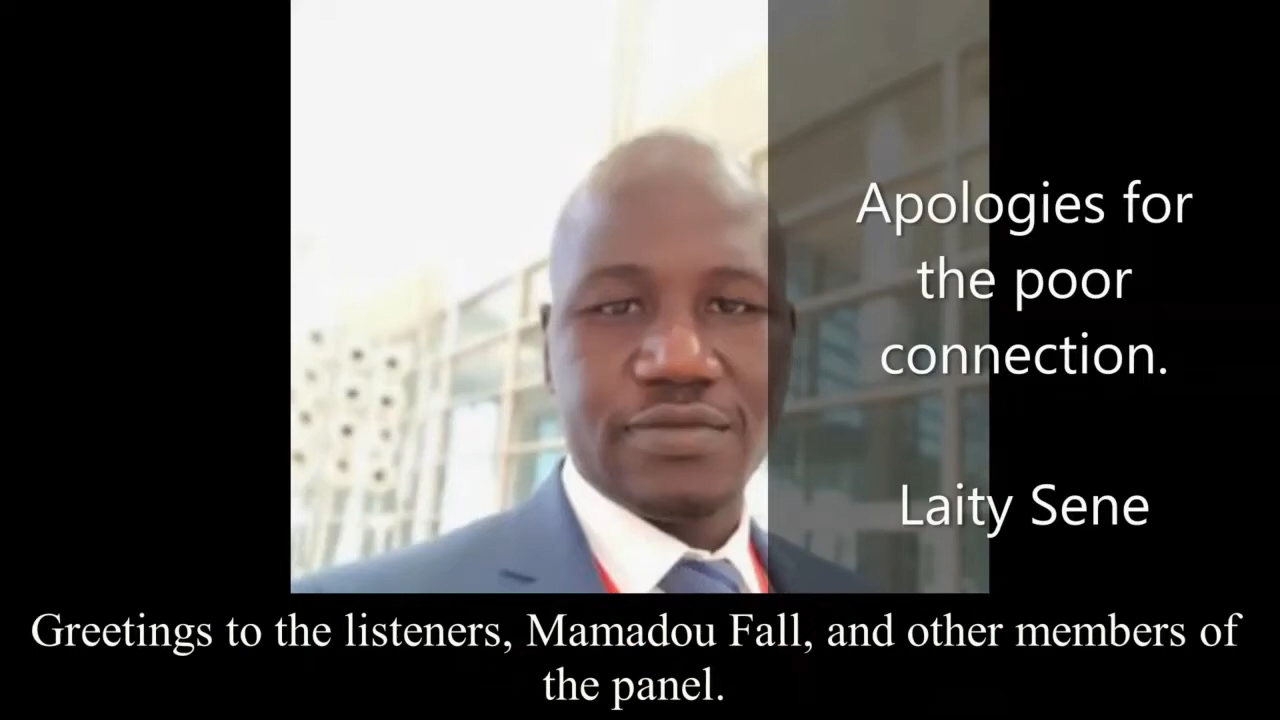 Apologies for
the poor
connection.
Laity Sene
Greetings to the listeners, Mamadou Fall, and other members of
the panel.